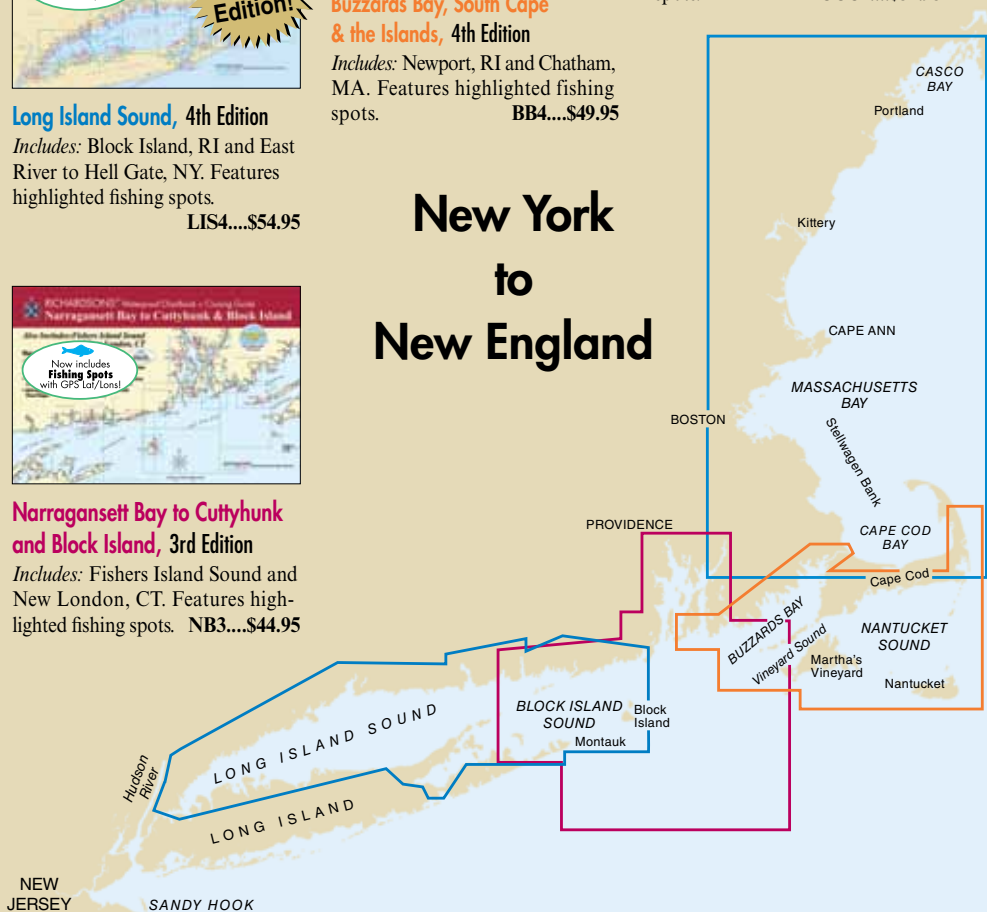 Edition!
Long Island Sound, 4th Edition
Includes: Block Island, RI and East
River to Hell Gate, NY. Features
highlighted fishing spots.
LIS4....$54.95
RICHARDSONS'
Narragansett Bay to Cuttyhunk & Block Island
Now includes
Fishing Spots
with GPS Lat/Lons!
Narragansett Bay to Cuttyhunk
and Block Island, 3rd Edition
Includes: Fishers Island Sound and
New London, CT. Features high-
lighted fishing spots. NB3....$44.95
Buzzards Bay, South Cape
& the Islands, 4th Edition
Includes: Newport, RI and Chatham,
MA. Features highlighted fishing
spots. BB4....$49.95
New York
to
New England
CASCO
BAY
Portland
Kittery
CAPE ANN
MASSACHUSETTS
BAY
BOSTON
Stellwagen Bank
PROVIDENCE
CAPE COD
BAY
Cape Cod
BUZZARDS BAY
Vineyard Sound
NANTUCKET
SOUND
Martha's
Vineyard
Nantucket
BLOCK ISLAND
SOUND
Block
Island
Montauk
LONG ISLAND SOUND
Hudson
River
LONG ISLAND
NEW
JERSEY
SANDY HOOK